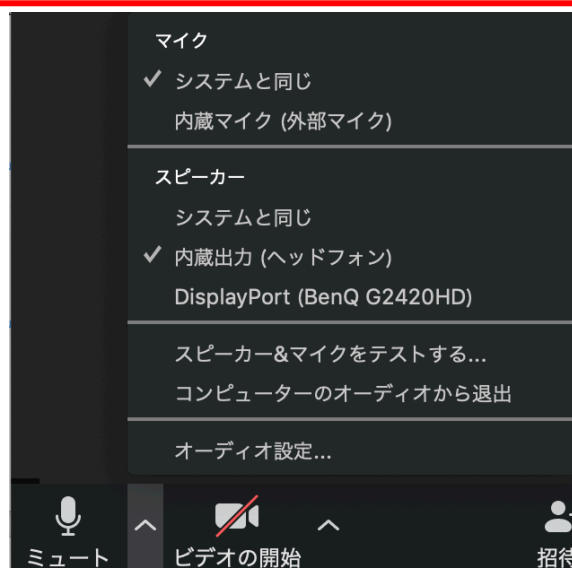 マイク
システムと同じ
内蔵マイク (外部マイク)
スピーカー
システムと同じ
内蔵出力 (ヘッドフォン)
DisplayPort (BenQ G2420HD)
スピーカー&マイクをテストする...
コンピューターのオーディオから退出
オーディオ設定...
ミュート
ビデオの開始
招待